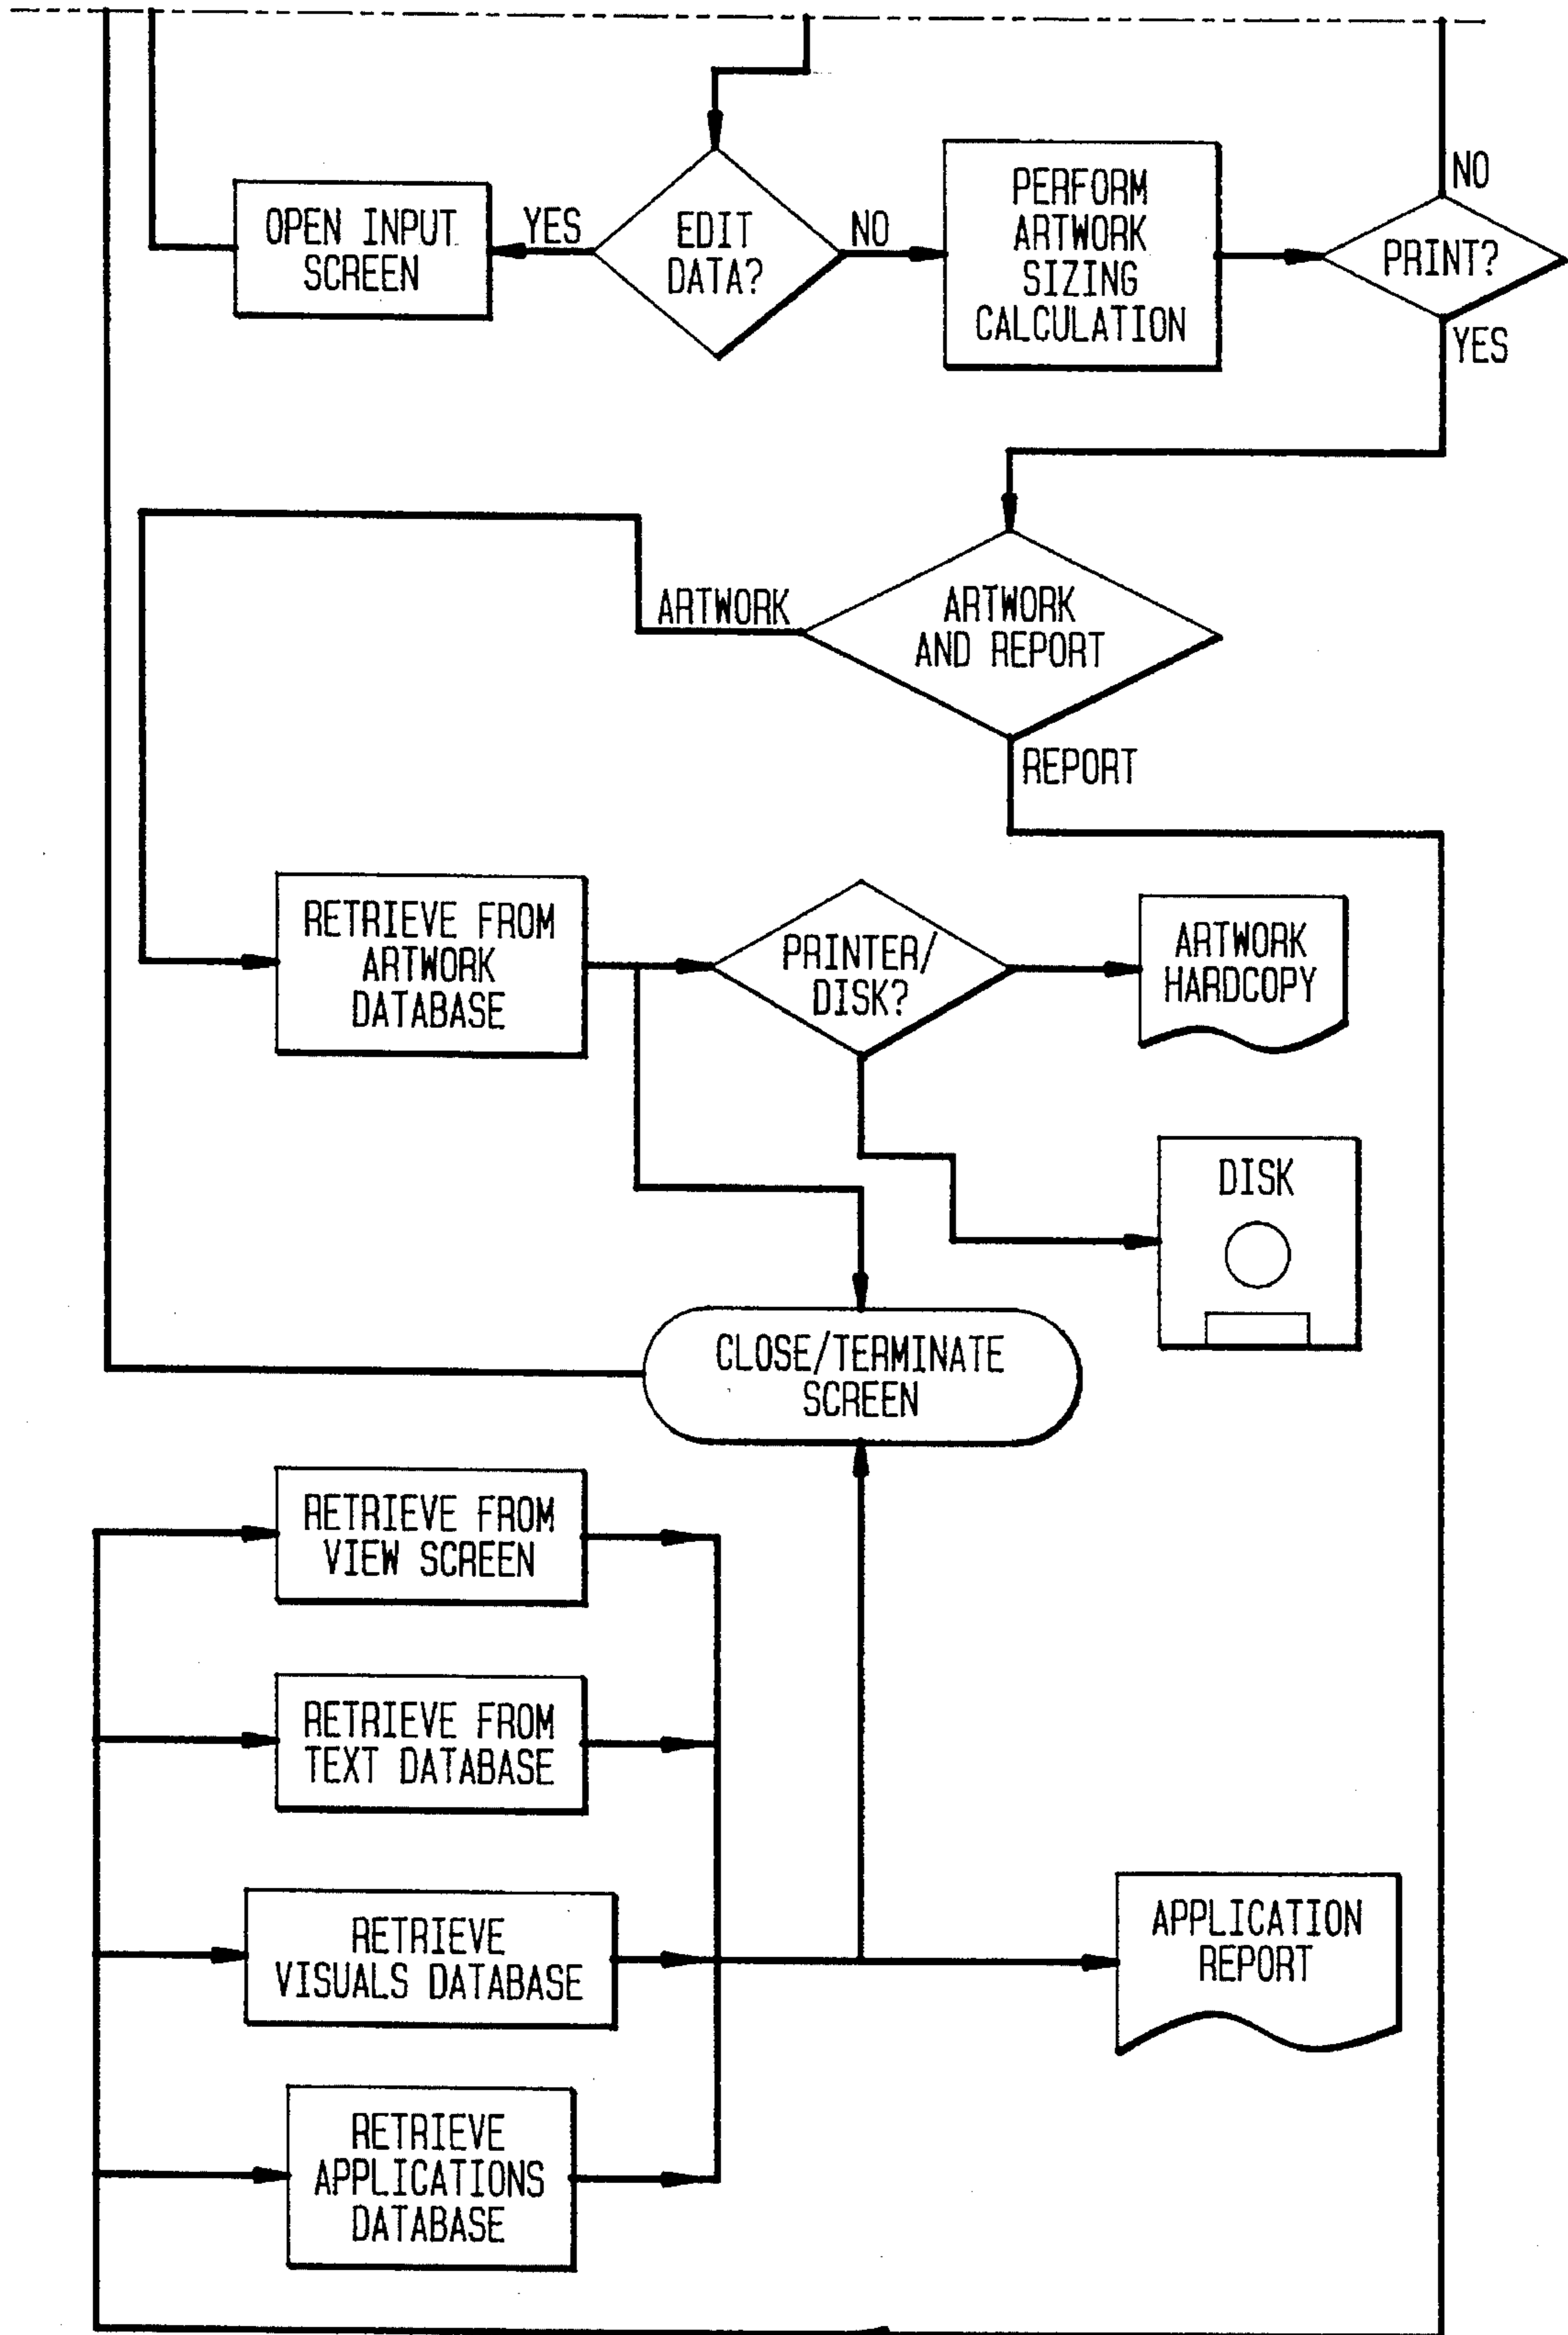 OPEN INPUT
SCREEN
YES
EDIT
DATA?
NO
PERFORM
ARTWORK
SIZING
CALCULATION
NO
PRINT?
YES
ARTWORK
ARTWORK
AND REPORT
REPORT
RETRIEVE FROM
ARTWORK
DATABASE
PRINTER/
DISK?
ARTWORK
HARDCOPY
DISK
CLOSE/TERMINATE
SCREEN
RETRIEVE FROM
VIEW SCREEN
RETRIEVE FROM
TEXT DATABASE
RETRIEVE
VISUALS DATABASE
APPLICATION
REPORT
RETRIEVE
APPLICATIONS
DATABASE